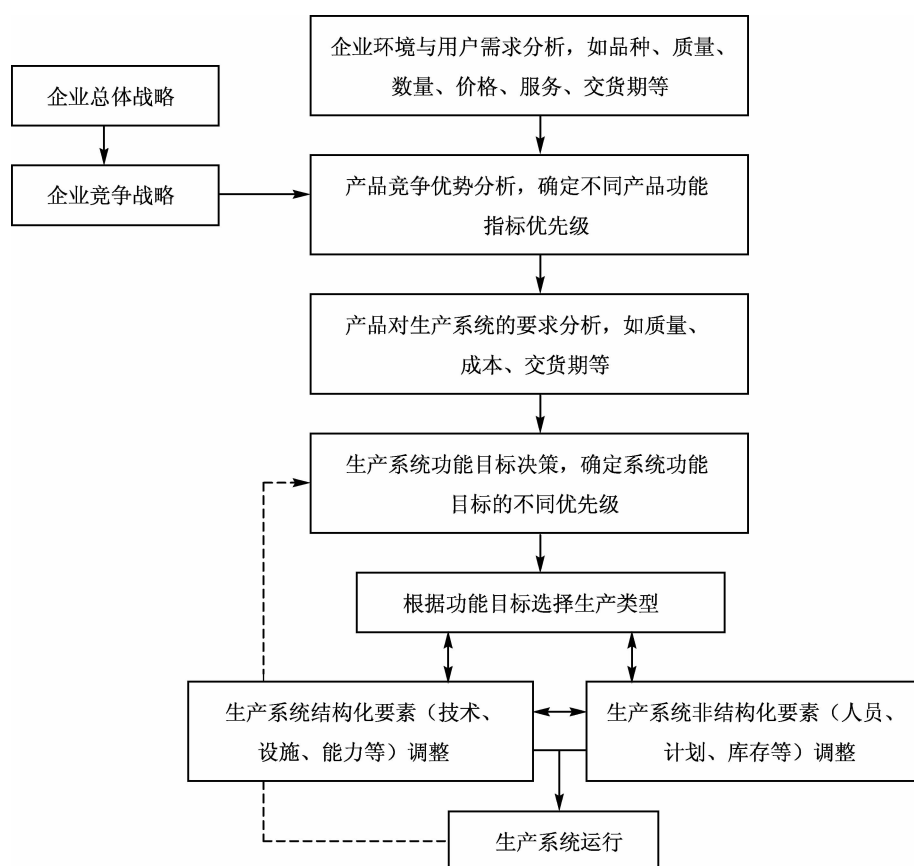 企业环境与用户需求分析，如品种、质量、
数量、价格、服务、交货期等
企业总体战略
企业竞争战略
产品竞争优势分析，确定不同产品功能
指标优先级
产品对生产系统的要求分析，如质量、
成本、交货期等
生产系统功能目标决策，确定系统功能
目标的不同优先级
根据功能目标选择生产类型
生产系统结构化要素（技术、
设施、能力等）调整
生产系统非结构化要素（人员、
计划、库存等）调整
生产系统运行